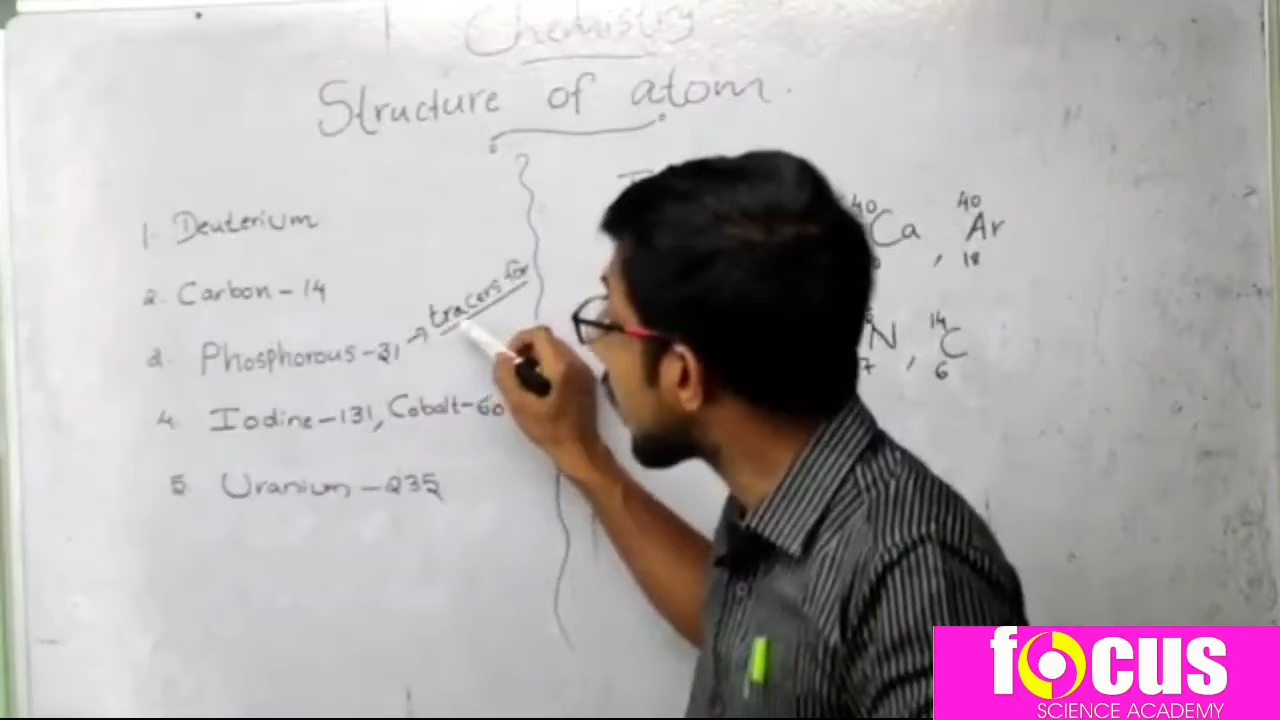 Chemistry
Structure of atom.
1. Deuterium
2. Carbon-14
3. Phosphorous-31 → tracers for
4. Iodine-131, Cobalt-60
5. Uranium-235
40 Ca, 40 Ar 18
N 7, 14 C 6
focus
SCIENCE ACADEMY